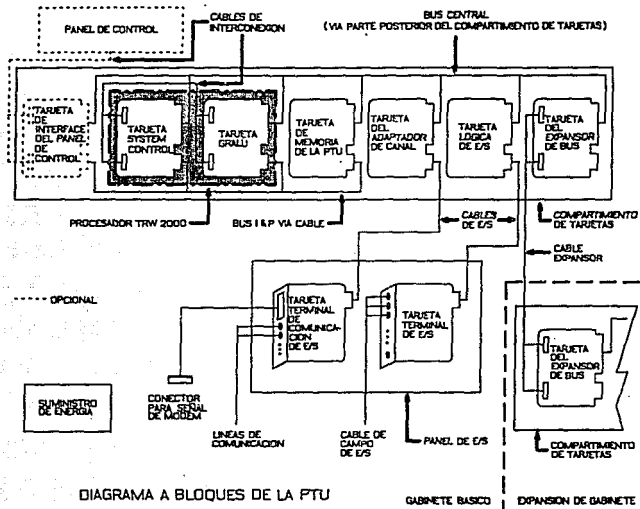 PANEL DE CONTROL
CABLES DE
INTERCONEXION
BUS CENTRAL
(VIA PARTE POSTERIOR DEL COMPARTIMENTO DE TARJETAS)
TARJETA
DE
INTERFACE
DEL PANEL
DE
CONTROL
TARJETA
SYSTEM
CONTROL
TARJETA
GRALU
TARJETA
DE
MEMORIA
DE LA PTU
TARJETA
DEL
ADAPTADOR
DE CANAL
TARJETA
LOGICA
DE E/S
TARJETA
DEL
EXPANSOR
DE BUS
PROCESADOR TRW 2000
BUS I&P VIA CABLE
CABLES
DE E/S
COMPARTIMENTO
DE TARJETAS
CABLE
EXPANSOR
OPCIONAL
TARJETA
TERMINAL
DE
COMUNICA-
CION
DE E/S
TARJETA
TERMINAL
DE E/S
TARJETA
DEL
EXPANSOR
DE BUS
SUMINISTRO
DE ENERGIA
CONECTOR
PARA SEÑAL
DE MODEM
LINEAS DE
COMUNICACION
CABLE DE
CAMPO
DE E/S
PANEL DE E/S
COMPARTIMENTO
DE TARJETAS
DIAGRAMA A BLOQUES DE LA PTU
GABINETE BASICO
EXPANSION DE GABINETE